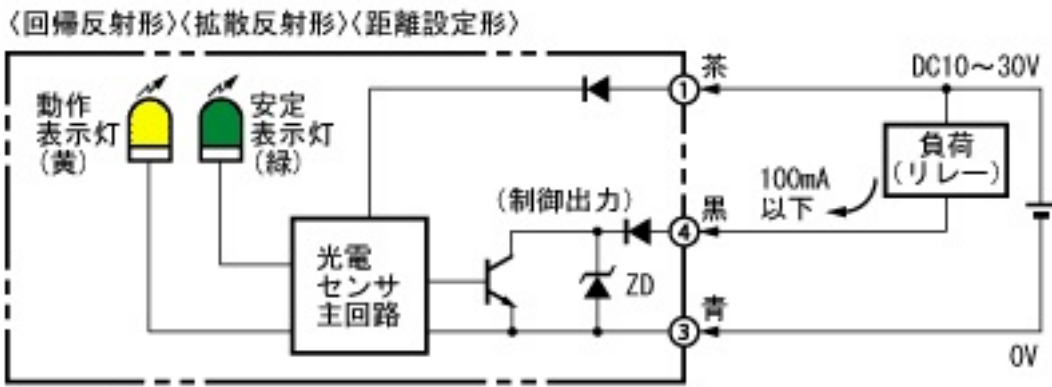 〈回帰反射形〉〈拡散反射形〉〈距離設定形〉
動作
表示灯
(黄)
安定
表示灯
(緑)
光電
センサ
主回路
(制御出力)
ZD
①
茶
DC10～30V
負荷
(リレー)
100mA
以下
④
黒
③
青
0V